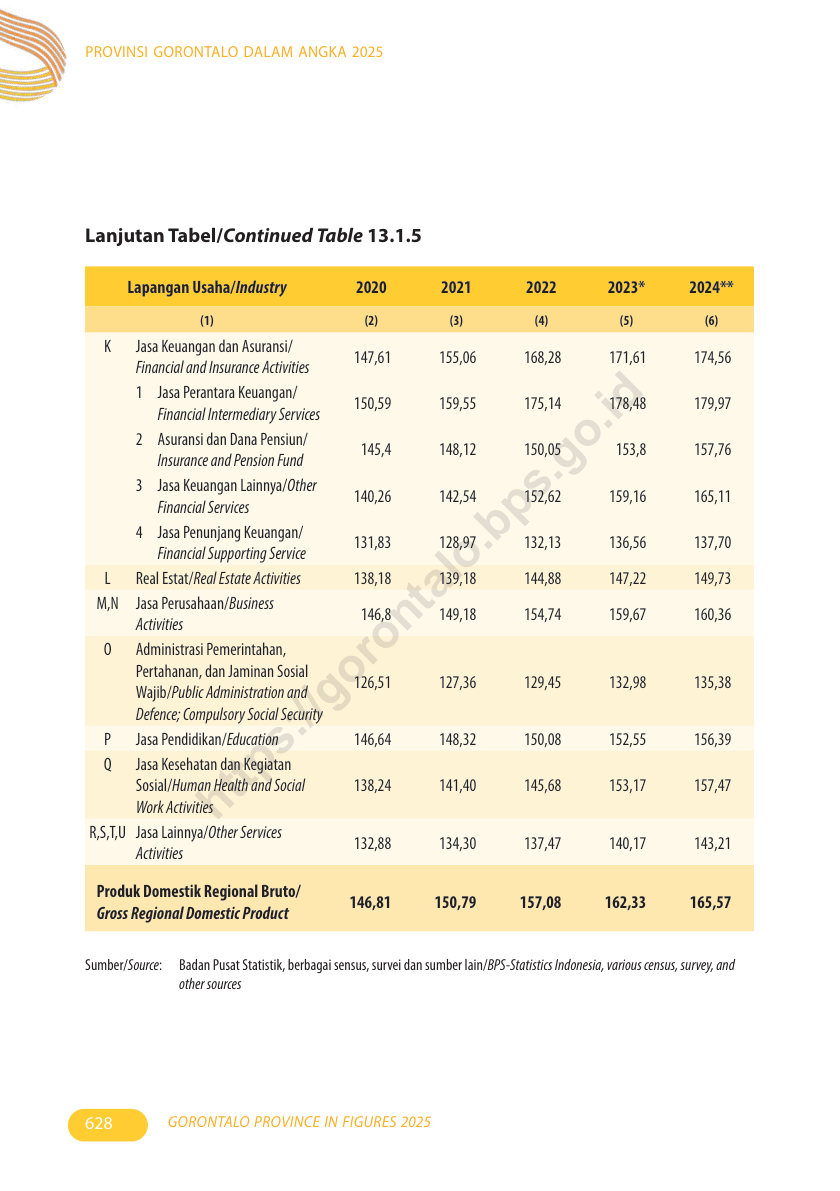 PROVINSI GORONTALO DALAM ANGKA 2025
Lanjutan Tabel/Continued Table 13.1.5
Lapangan Usaha/Industry 2020 2021 2022 2023* 2024**
(1) (2) (3) (4) (5) (6)
K Jasa Keuangan dan Asuransi/
Financial and Insurance Activities 147,61 155,06 168,28 171,61 174,56
1 Jasa Perantara Keuangan/
Financial Intermediary Services 150,59 159,55 175,14 178,48 179,97
2 Asuransi dan Dana Pensiun/
Insurance and Pension Fund 145,4 148,12 150,05 153,8 157,76
3 Jasa Keuangan Lainnya/Other
Financial Services 140,26 142,54 152,62 159,16 165,11
4 Jasa Penunjang Keuangan/
Financial Supporting Service 131,83 128,97 132,13 136,56 137,70
L Real Estat/Real Estate Activities 138,18 139,18 144,88 147,22 149,73
M,N Jasa Perusahaan/Business
Activities 146,8 149,18 154,74 159,67 160,36
O Administrasi Pemerintahan,
Pertahanan, dan Jaminan Sosial
Wajib/Public Administration and
Defence; Compulsory Social Security 126,51 127,36 129,45 132,98 135,38
P Jasa Pendidikan/Education 146,64 148,32 150,08 152,55 156,39
Q Jasa Kesehatan dan Kegiatan
Sosial/Human Health and Social
Work Activities 138,24 141,40 145,68 153,17 157,47
R,S,T,U Jasa Lainnya/Other Services
Activities 132,88 134,30 137,47 140,17 143,21
Produk Domestik Regional Bruto/
Gross Regional Domestic Product 146,81 150,79 157,08 162,33 165,57
Sumber/Source: Badan Pusat Statistik, berbagai sensus, survei dan sumber lain/BPS-Statistics Indonesia, various census, survey, and
other sources
https://gorontalo.bps.go.id
628 GORONTALO PROVINCE IN FIGURES 2025